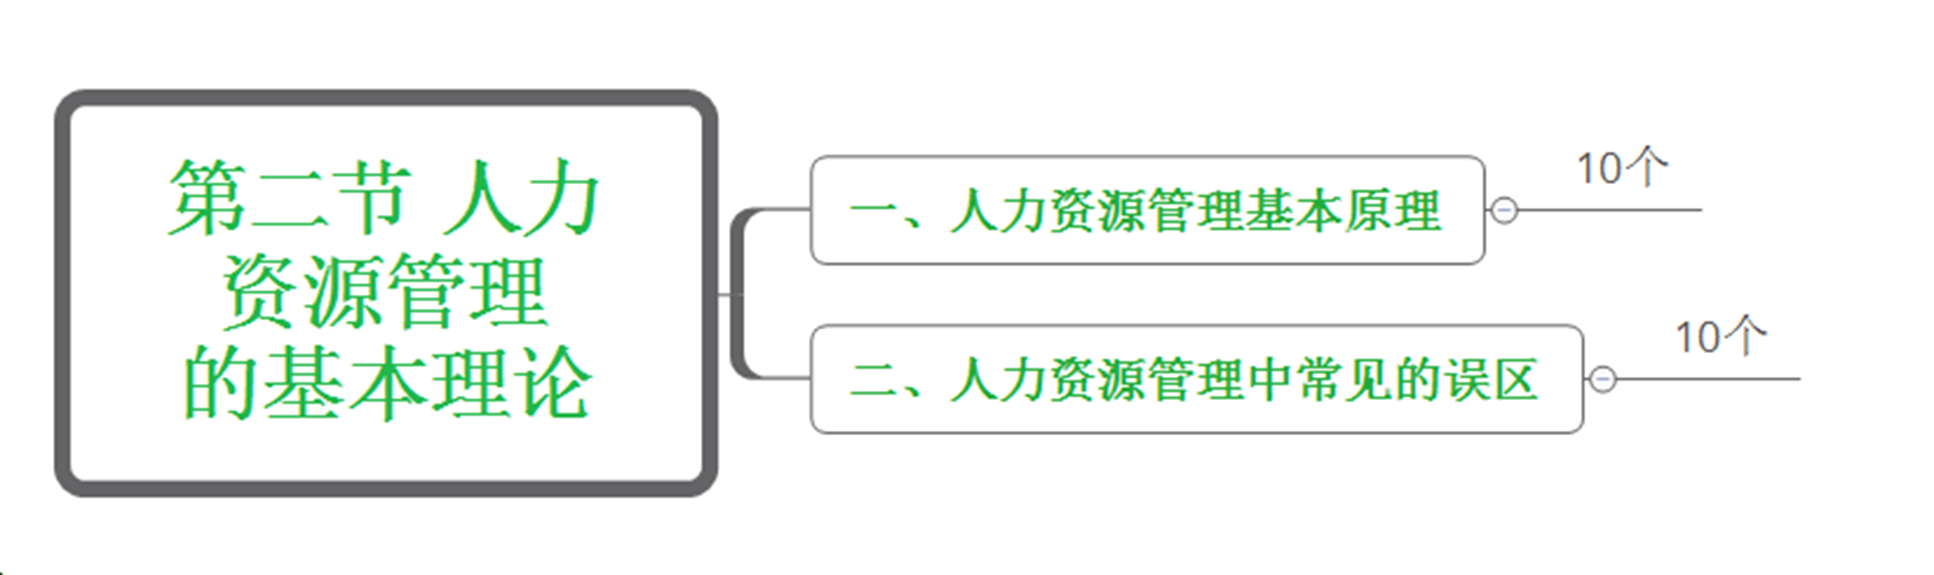 第二节 人力
资源管理
的基本理论
一、人力资源管理基本原理
10个
二、人力资源管理中常见的误区
10个